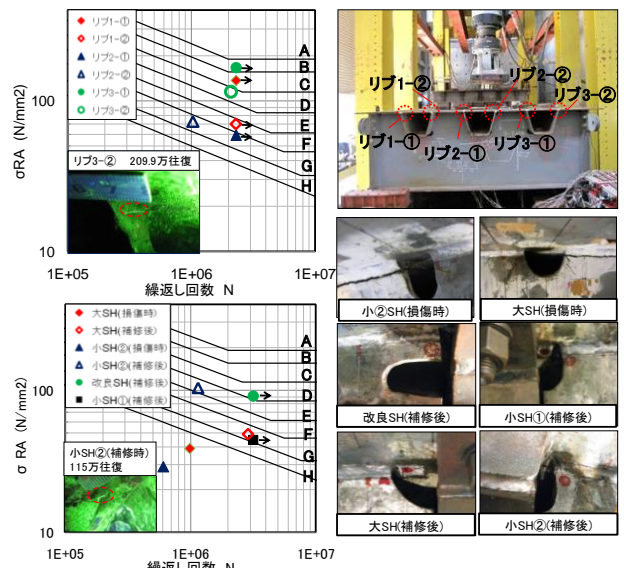 リブ1-①
リブ1-②
リブ2-①
リブ2-②
リブ3-①
リブ3-②
A
B
C
D
E
F
G
H
σRA (N/mm2)
100
10
リブ3-② 209.9万往復
1E+05
1E+06
1E+07
繰返し回数 N
リブ1-②
リブ2-②
リブ3-②
リブ1-①
リブ2-①
リブ3-①
大SH(損傷時)
大SH(補修後)
小SH②(損傷時)
小SH②(補修後)
改良SH(補修後)
小SH①(補修後)
A
B
C
D
E
F
G
H
σ RA (N/mm2)
100
10
小SH②(補修時)
115万往復
1E+05
1E+06
1E+07
繰返し回数 N
小②SH(損傷時)
大SH(損傷時)
改良SH(補修後)
小SH①(補修後)
大SH(補修後)
小SH②(補修後)